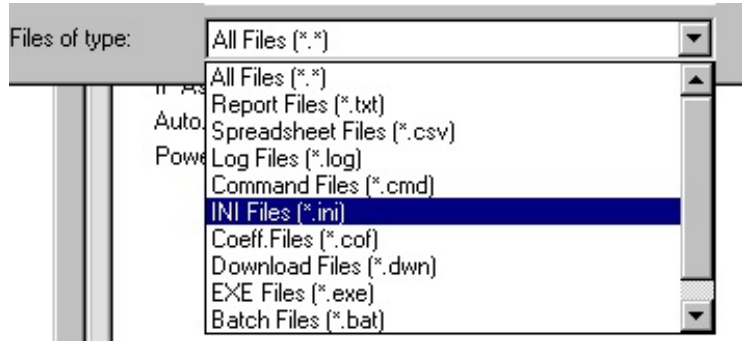 Files of type: All Files (*.*)
All Files (*.*)
Report Files (*.txt)
Auto.
Spreadsheet Files (*.csv)
Log Files (*.log)
Command Files (*.cmd)
INI Files (*.ini)
Coeff.Files (*.cof)
Download Files (*.dwn)
EXE Files (*.exe)
Batch Files (*.bat)